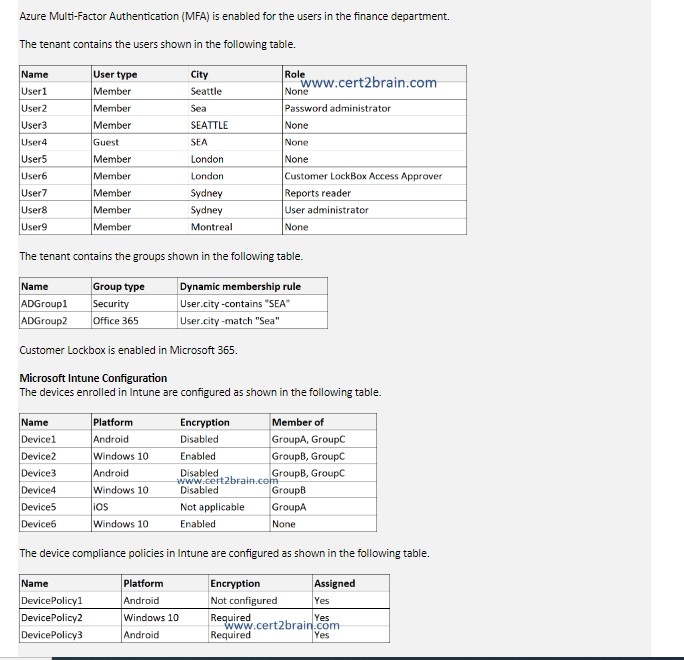 Azure Multi-Factor Authentication (MFA) is enabled for the users in the finance department.
The tenant contains the users shown in the following table.
Name User type City Role
www.cert2brain.com
User1 Member Seattle None
User2 Member Sea Password administrator
User3 Member SEATTLE None
User4 Guest SEA None
User5 Member London None
User6 Member London Customer LockBox Access Approver
User7 Member Sydney Reports reader
User8 Member Sydney User administrator
User9 Member Montreal None
The tenant contains the groups shown in the following table.
Name Group type Dynamic membership rule
ADGroup1 Security User.city -contains "SEA"
ADGroup2 Office 365 User.city -match "Sea"
Customer Lockbox is enabled in Microsoft 365.
Microsoft Intune Configuration
The devices enrolled in Intune are configured as shown in the following table.
Name Platform Encryption Member of
Device1 Android Disabled GroupA, GroupC
Device2 Windows 10 Enabled GroupB, GroupC
Device3 Android Disabled GroupB, GroupC
www.cert2brain.com
Device4 Windows 10 Disabled GroupB
Device5 iOS Not applicable GroupA
Device6 Windows 10 Enabled None
The device compliance policies in Intune are configured as shown in the following table.
Name Platform Encryption Assigned
DevicePolicy1 Android Not configured Yes
DevicePolicy2 Windows 10 Required Yes
www.cert2brain.com
DevicePolicy3 Android Required Yes